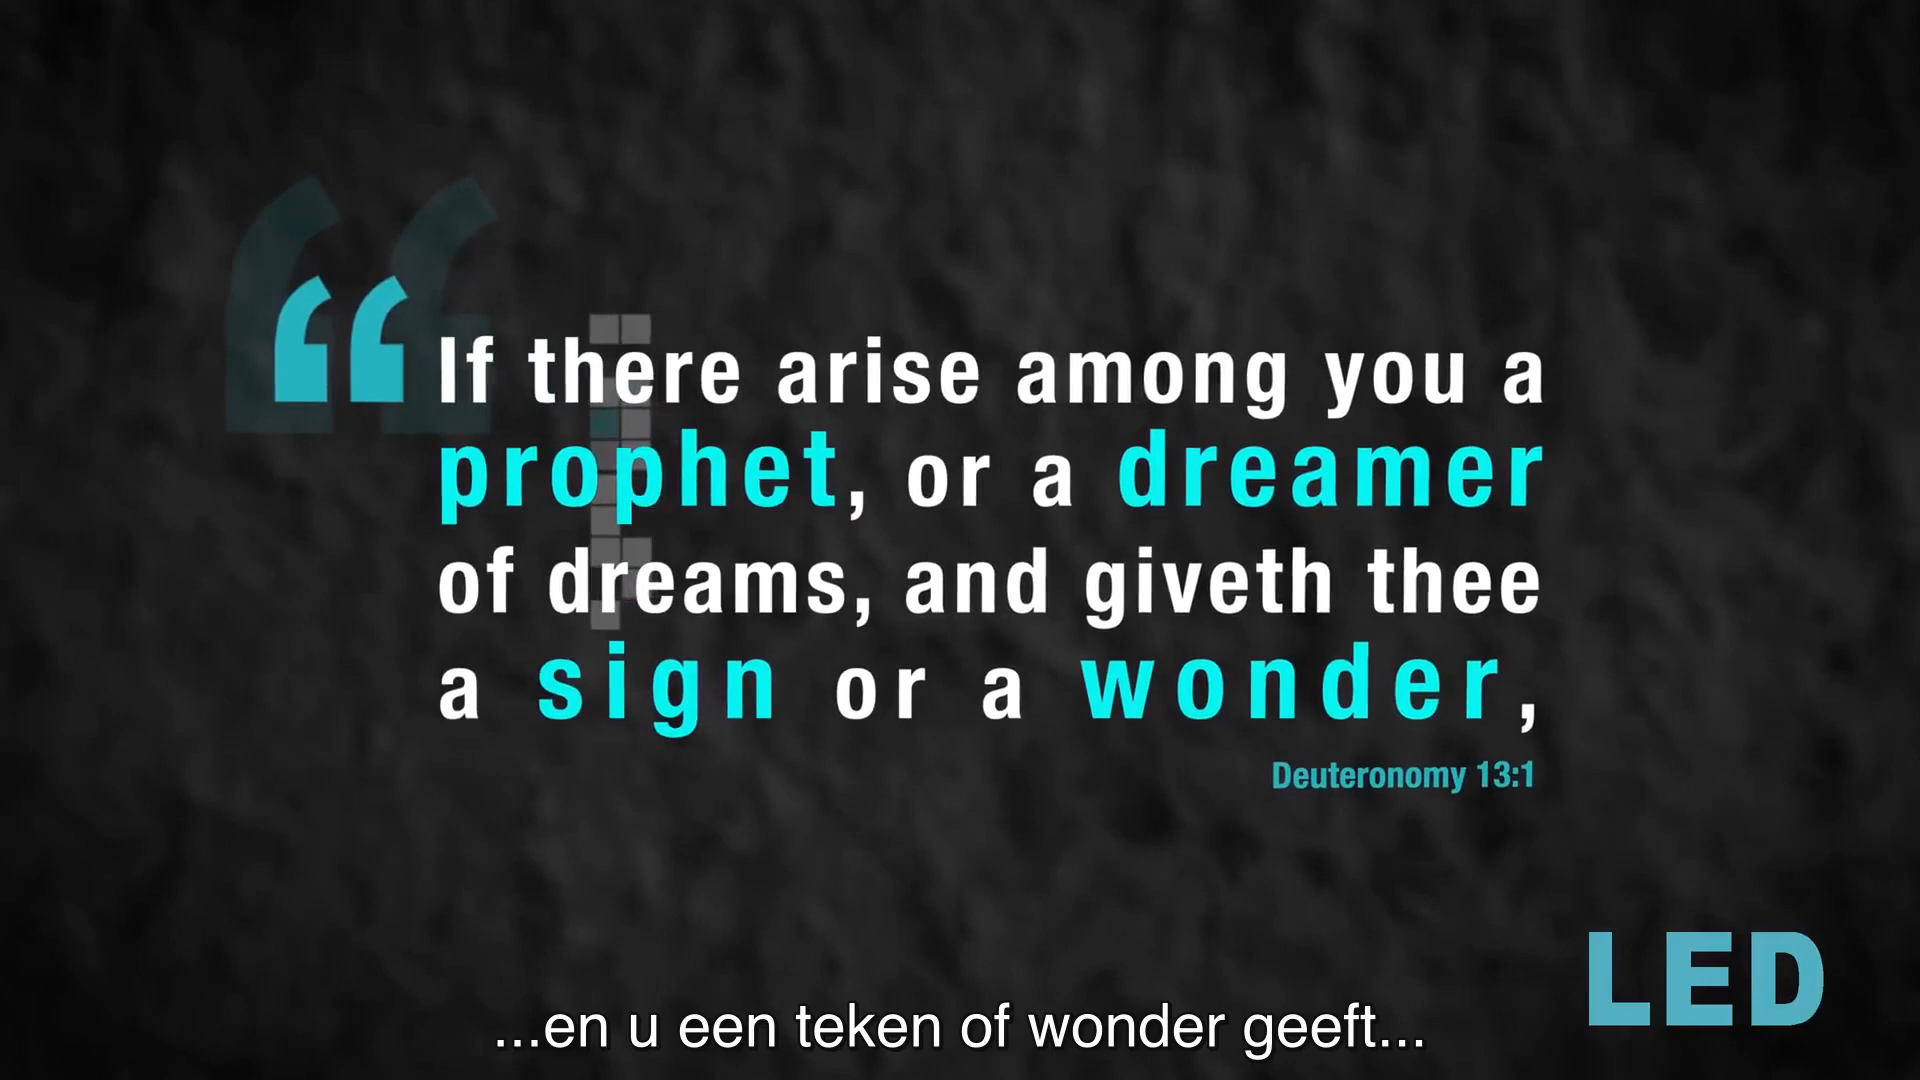 “If there arise among you a
prophet, or a dreamer
of dreams, and giveth thee
a sign or a wonder,
Deuteronomy 13:1
LED
...en u een teken of wonder geeft...